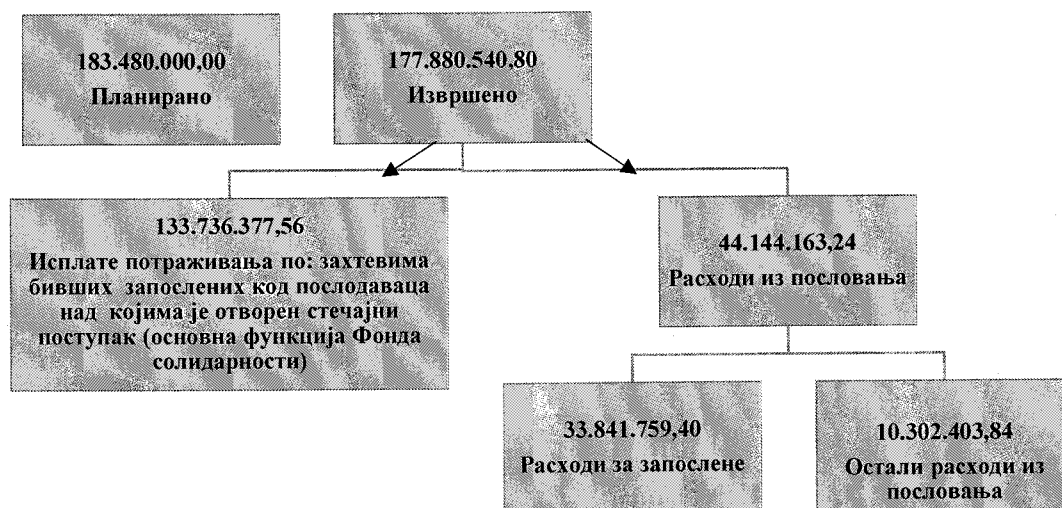 183.480.000,00
Планирано
177.880.540,80
Извршено
133.736.377,56
Исплате потраживања по: захтевима
бивших запослених код послодаваца
над којима је отворен стечајни
поступак (основна функција Фонда
солидарности)
44.144.163,24
Расходи из пословања
33.841.759,40
Расходи за запослене
10.302.403,84
Остали расходи из
пословања